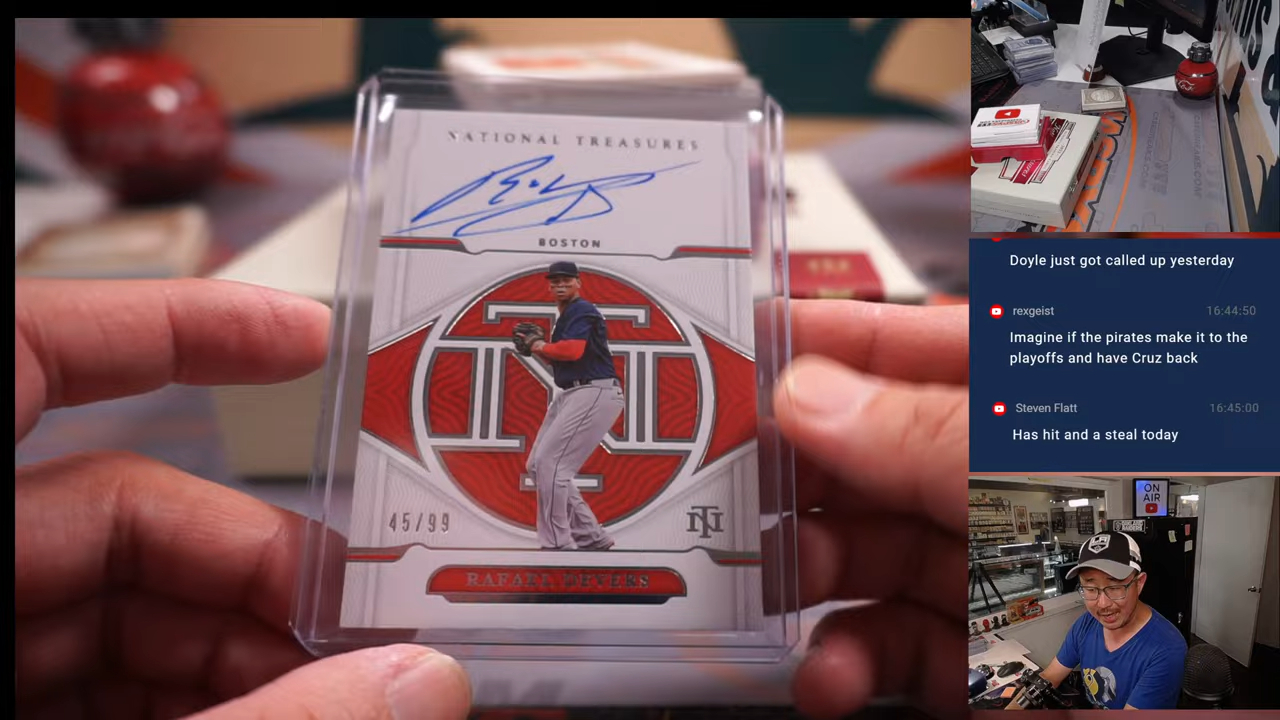 NATIONAL TREASURES
BOSTON
45/99
NT
RAFAEL DEVERS
Doyle just got called up yesterday
rexgeist 16:44:50
Imagine if the pirates make it to the
playoffs and have Cruz back
Steven Flatt 16:45:00
Has hit and a steal today
ON
AIR